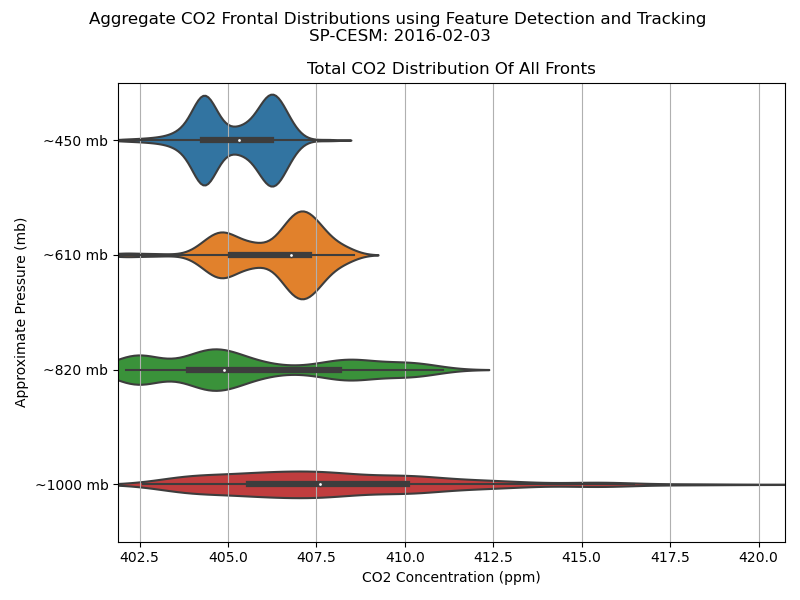 Aggregate CO2 Frontal Distributions using Feature Detection and Tracking
SP-CESM: 2016-02-03
Total CO2 Distribution Of All Fronts
Approximate Pressure (mb)
~450 mb
~610 mb
~820 mb
~1000 mb
402.5 405.0 407.5 410.0 412.5 415.0 417.5 420.0
CO2 Concentration (ppm)